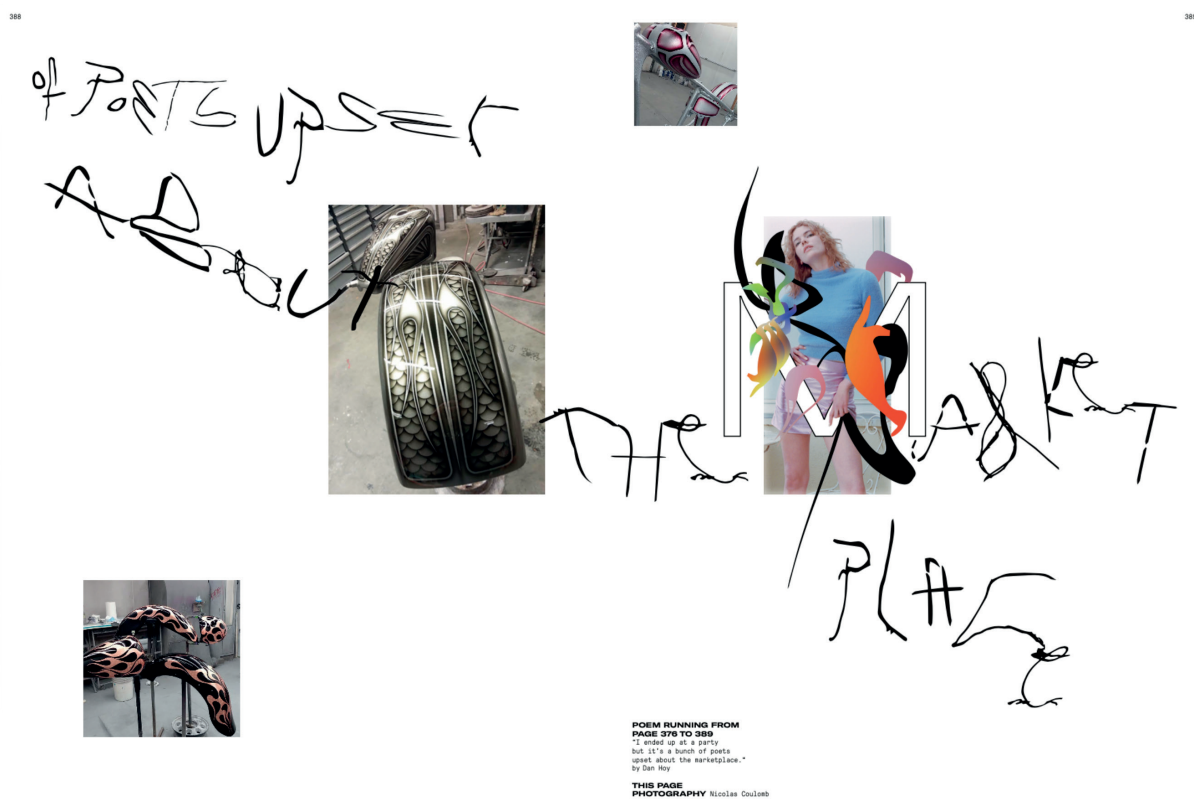 388
389
of POETS UPSET
ABOUT
THE MARKET
PLACE
POEM RUNNING FROM
PAGE 376 TO 389
"I ended up at a party
but it's a bunch of poets
upset about the marketplace."
by Dan Hoy
THIS PAGE
PHOTOGRAPHY Nicolas Coulomb